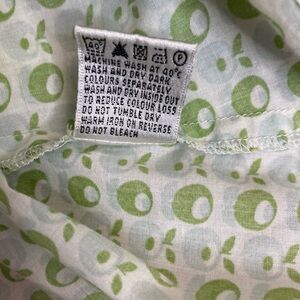 40°
P
MACHINE WASH AT 40°C
WASH AND DRY DARK
COLOURS SEPARATELY
WASH AND DRY INSIDE OUT
TO REDUCE COLOUR LOSS
DO NOT TUMBLE DRY
WARM IRON ON REVERSE
DO NOT BLEACH